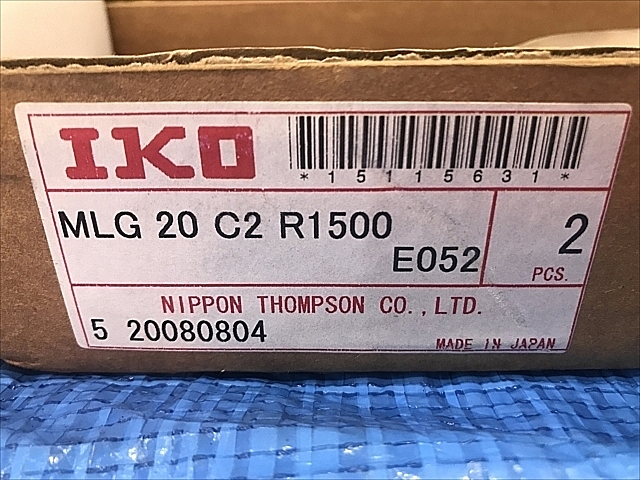 IKO
*15115631*
MLG 20 C2 R1500
E052
2
PCS.
NIPPON THOMPSON CO.,LTD.
5 20080804
MADE IN JAPAN